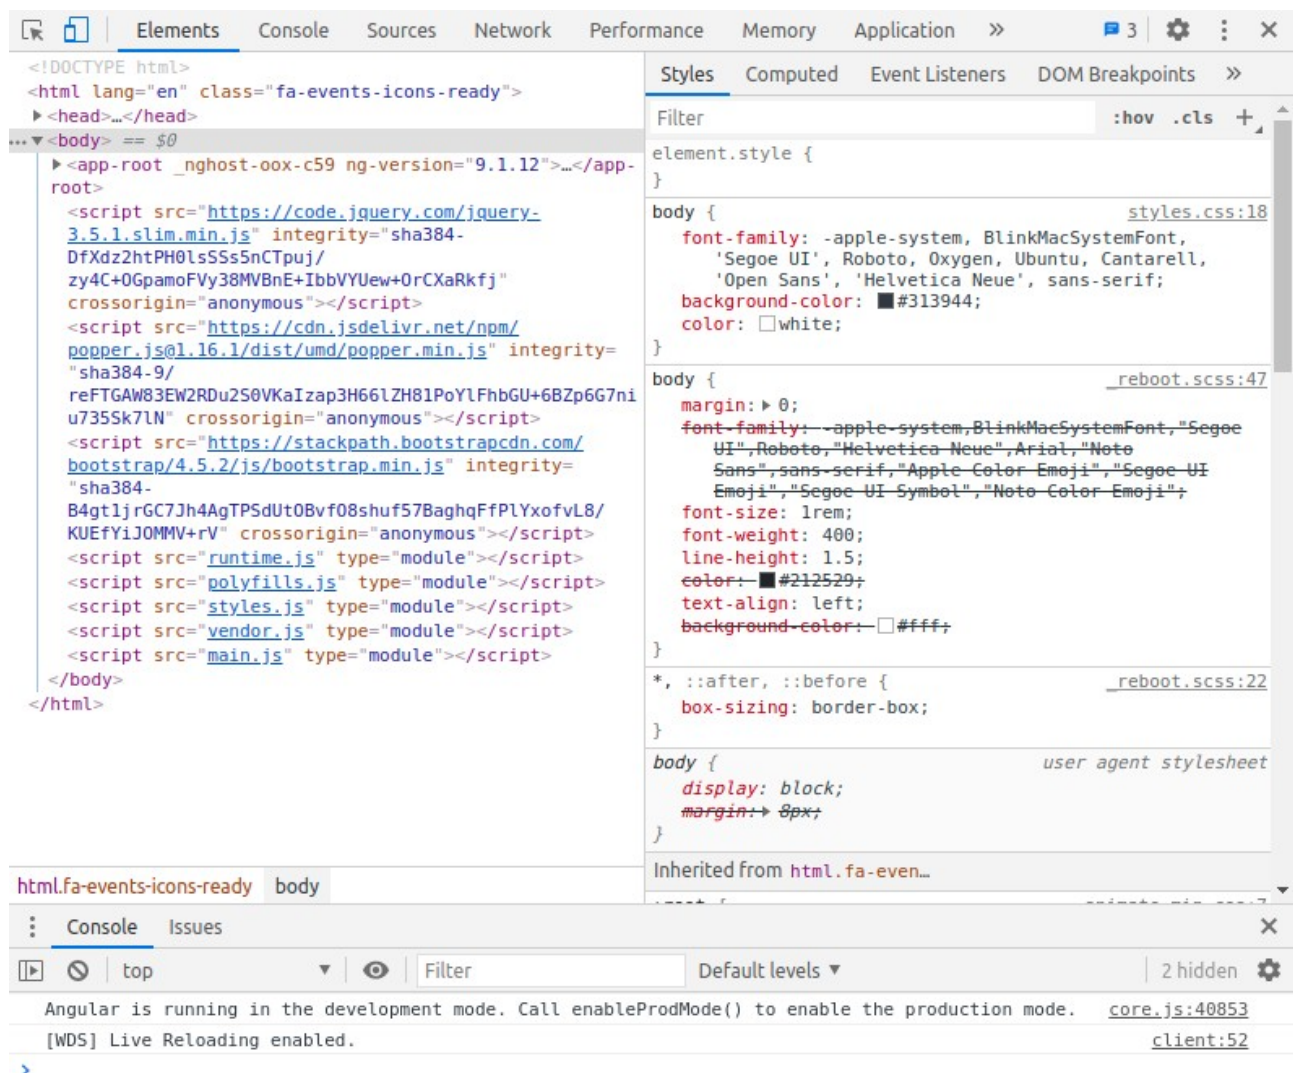 Elements Console Sources Network Performance Memory Application » 3
<!DOCTYPE html>
<html lang="en" class="fa-events-icons-ready">
<head>…</head>
… <body> == $0
<app-root _nghost-oox-c59 ng-version="9.1.12">…</app-
root>
<script src="https://code.jquery.com/jquery-
3.5.1.slim.min.js" integrity="sha384-
DfXdz2htPH0lsSSs5nCTpuj/
zy4C+OGpamoFVy38MVBnE+IbbVYUew+OrCXaRkfj"
crossorigin="anonymous"></script>
<script src="https://cdn.jsdelivr.net/npm/
popper.js@1.16.1/dist/umd/popper.min.js" integrity=
"sha384-9/
reFTGAW83EW2RDu2S0VKaIzap3H66lZH81PoYlFhbGU+6BZp6G7ni
u735Sk7lN" crossorigin="anonymous"></script>
<script src="https://stackpath.bootstrapcdn.com/
bootstrap/4.5.2/js/bootstrap.min.js" integrity=
"sha384-
B4gt1jrGC7Jh4AgTPSdUtOBvfO8shuf57BaghqFfPlYxofvL8/
KUEfYiJOMMV+rV" crossorigin="anonymous"></script>
<script src="runtime.js" type="module"></script>
<script src="polyfills.js" type="module"></script>
<script src="styles.js" type="module"></script>
<script src="vendor.js" type="module"></script>
<script src="main.js" type="module"></script>
</body>
</html>
html.fa-events-icons-ready body
Styles Computed Event Listeners DOM Breakpoints »
Filter :hov .cls +
element.style {
}
body { styles.css:18
font-family: -apple-system, BlinkMacSystemFont,
'Segoe UI', Roboto, Oxygen, Ubuntu, Cantarell,
'Open Sans', 'Helvetica Neue', sans-serif;
background-color: #313944;
color: white;
}
body { _reboot.scss:47
margin: 0;
font-family: -apple-system,BlinkMacSystemFont,"Segoe
UI",Roboto,"Helvetica Neue",Arial,"Noto
Sans",sans-serif,"Apple Color Emoji","Segoe UI
Emoji","Segoe UI Symbol","Noto Color Emoji";
font-size: 1rem;
font-weight: 400;
line-height: 1.5;
color: #212529;
text-align: left;
background-color: #fff;
}
*, ::after, ::before { _reboot.scss:22
box-sizing: border-box;
}
body { user agent stylesheet
display: block;
margin: 8px;
}
Inherited from html.fa-even…
Console Issues
top Filter Default levels 2 hidden
Angular is running in the development mode. Call enableProdMode() to enable the production mode. core.js:40853
[WDS] Live Reloading enabled. client:52